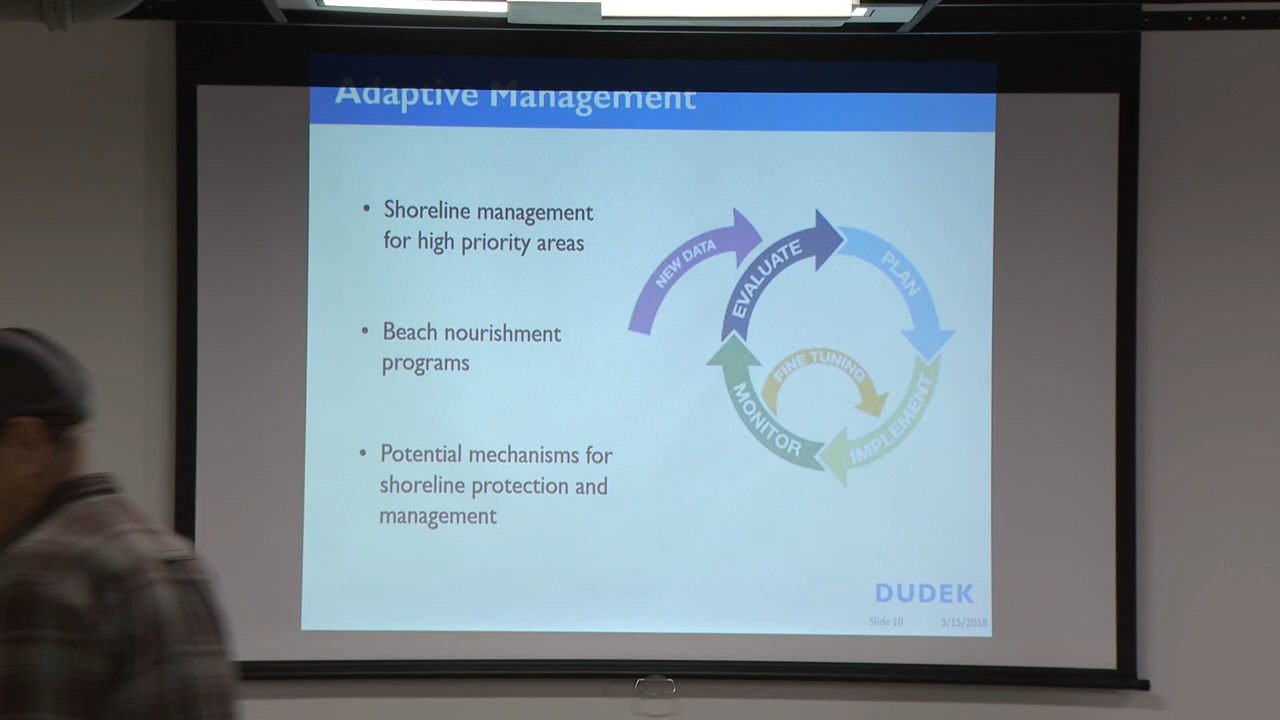 Adaptive Management
• Shoreline management
for high priority areas
• Beach nourishment
programs
• Potential mechanisms for
shoreline protection and
management
NEW DATA
EVALUATE
PLAN
FINE TUNING
MONITOR
IMPLEMENT
DUDEK
Slide 10 3/15/2018